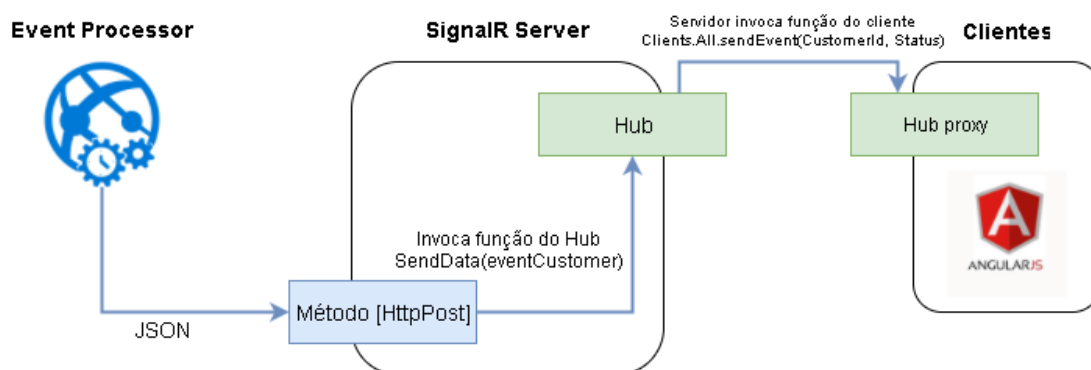 Event Processor
SignalR Server
Servidor invoca função do cliente
Clients.All.sendEvent(CustomerId, Status)
Clientes
Hub
Hub proxy
Invoca função do Hub
SendData(eventCustomer)
Método [HttpPost]
JSON
A
ANGULARJS